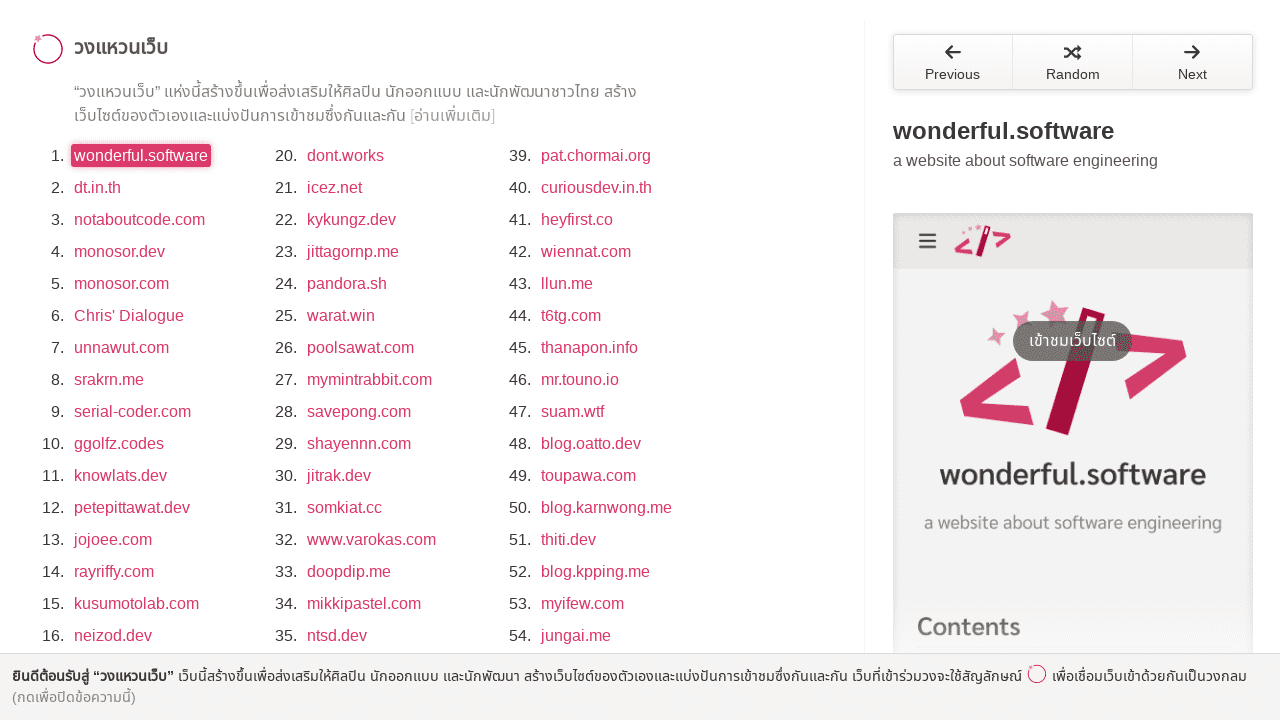 วงแหวนเว็บ
“วงแหวนเว็บ” แห่งนี้สร้างขึ้นเพื่อส่งเสริมให้ศิลปิน นักออกแบบ และนักพัฒนาชาวไทย สร้าง
เว็บไซต์ของตัวเองและแบ่งปันการเข้าชมซึ่งกันและกัน [อ่านเพิ่มเติม]
1. wonderful.software
2. dt.in.th
3. notaboutcode.com
4. monosor.dev
5. monosor.com
6. Chris' Dialogue
7. unnawut.com
8. srakrn.me
9. serial-coder.com
10. ggolfz.codes
11. knowlats.dev
12. petepittawat.dev
13. jojoee.com
14. rayriffy.com
15. kusumotolab.com
16. neizod.dev
20. dont.works
21. icez.net
22. kykungz.dev
23. jittagornp.me
24. pandora.sh
25. warat.win
26. poolsawat.com
27. mymintrabbit.com
28. savepong.com
29. shayennn.com
30. jitrak.dev
31. somkiat.cc
32. www.varokas.com
33. doopdip.me
34. mikkipastel.com
35. ntsd.dev
39. pat.chormai.org
40. curiousdev.in.th
41. heyfirst.co
42. wiennat.com
43. llun.me
44. t6tg.com
45. thanapon.info
46. mr.touno.io
47. suam.wtf
48. blog.oatto.dev
49. toupawa.com
50. blog.karnwong.me
51. thiti.dev
52. blog.kpping.me
53. myifew.com
54. jungai.me
Previous
Random
Next
wonderful.software
a website about software engineering
เข้าชมเว็บไซต์
wonderful.software
a website about software engineering
Contents
ยินดีต้อนรับสู่ “วงแหวนเว็บ” เว็บนี้สร้างขึ้นเพื่อส่งเสริมให้ศิลปิน นักออกแบบ และนักพัฒนา สร้างเว็บไซต์ของตัวเองและแบ่งปันการเข้าชมซึ่งกันและกัน เว็บที่เข้าร่วมวงจะใช้สัญลักษณ์ เพื่อเชื่อมเว็บเข้าด้วยกันเป็นวงกลม
(กดเพื่อปิดข้อความนี้)